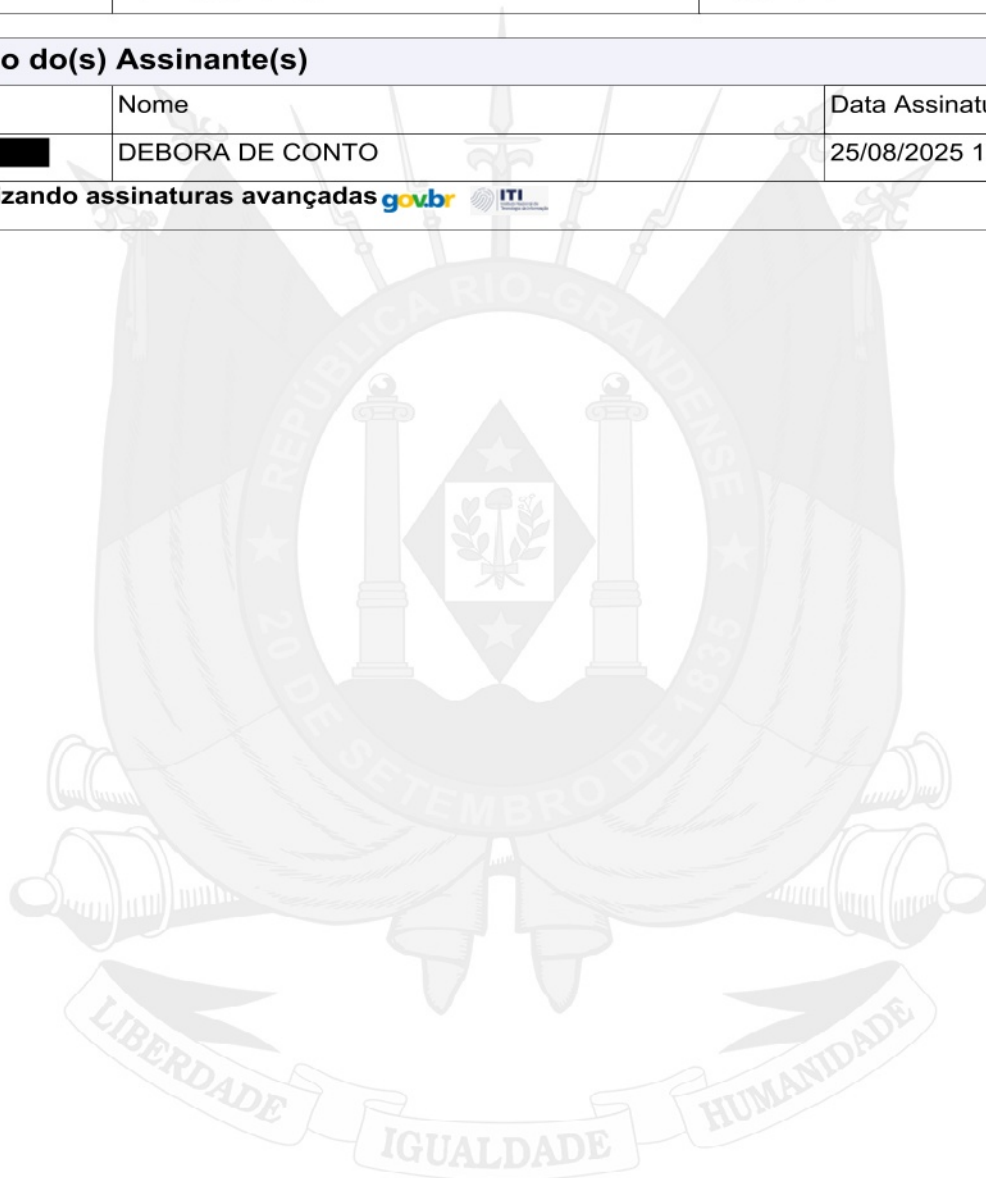 o do(s) Assinante(s)
Nome Data Assinatu
DEBORA DE CONTO 25/08/2025 1
zando assinaturas avançadas gov.br ITI
REPÚBLICA RIO-GRANDENSE
20 DE SETEMBRO DE 1835
LIBERDADE IGUALDADE HUMANIDADE